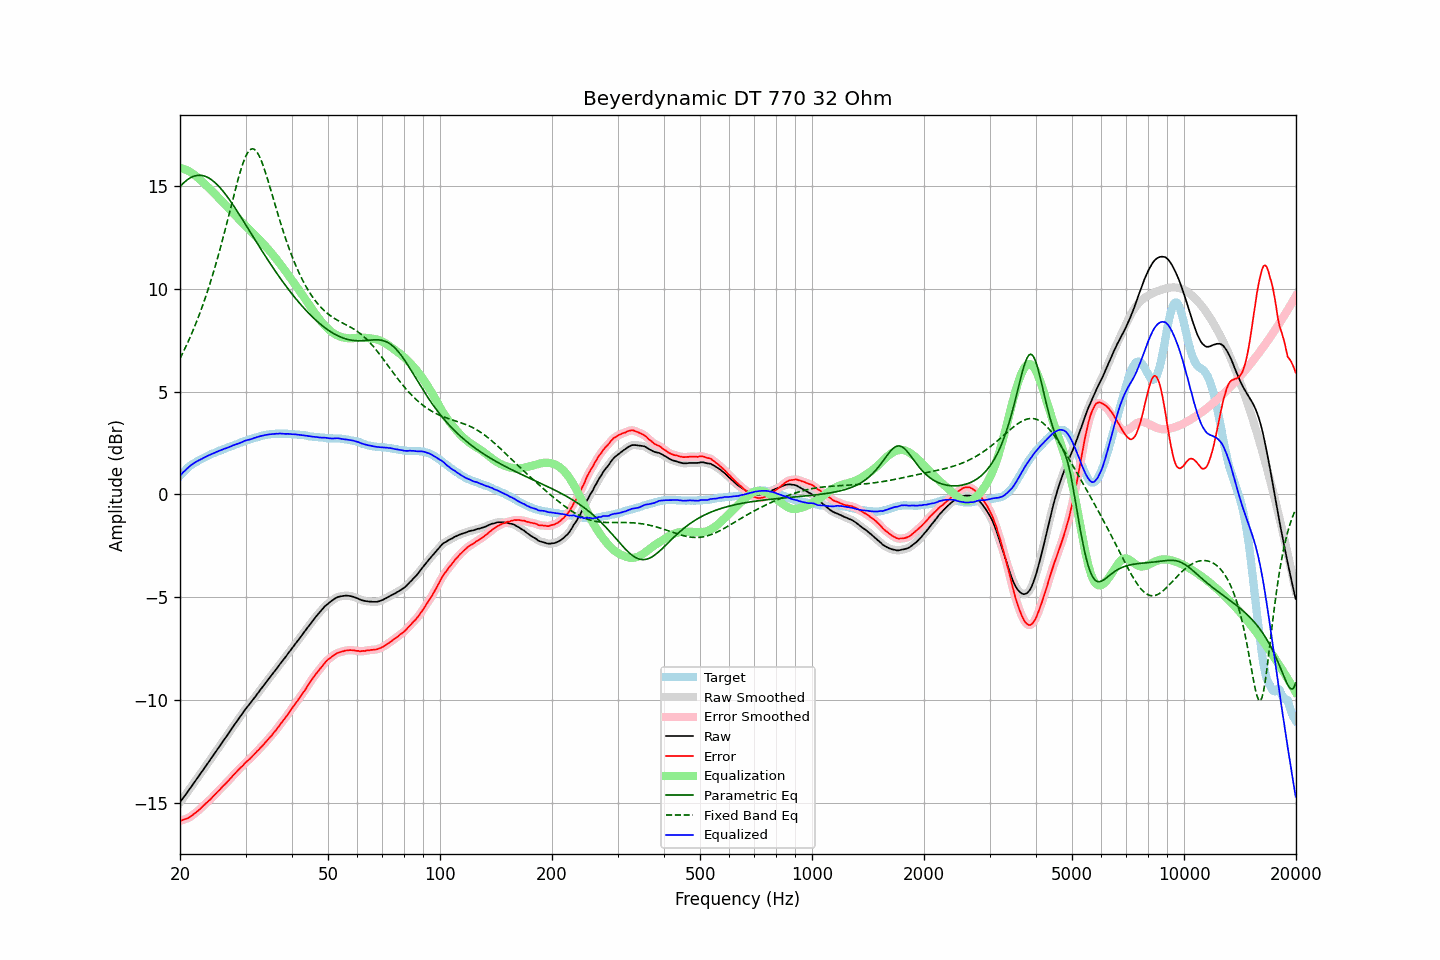 Beyerdynamic DT 770 32 Ohm
Amplitude (dBr)
15
10
5
0
−5
−10
−15
Target
Raw Smoothed
Error Smoothed
Raw
Error
Equalization
Parametric Eq
Fixed Band Eq
Equalized
20 50 100 200 500 1000 2000 5000 10000 20000
Frequency (Hz)